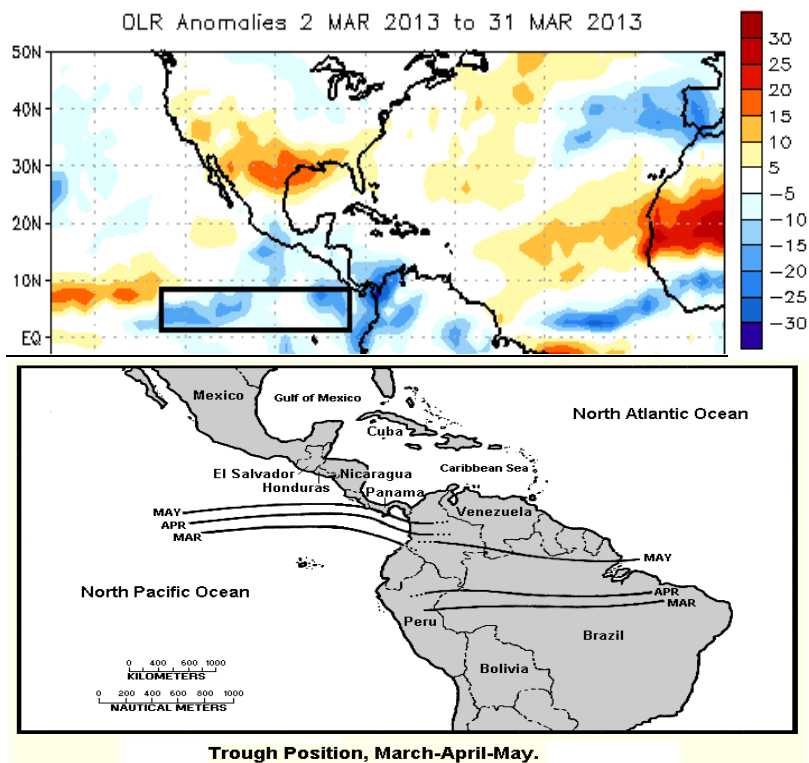 OLR Anomalies 2 MAR 2013 to 31 MAR 2013
50N
40N
30N
20N
10N
EQ
30
25
20
15
10
5
-5
-10
-15
-20
-25
-30
Mexico
Gulf of Mexico
North Atlantic Ocean
Cuba
El Salvador
Nicaragua
Caribbean Sea
Honduras
Panama
Venezuela
MAY
APR
MAR
MAY
North Pacific Ocean
APR
MAR
Peru
Brazil
Bolivia
0 400 600 1000
KILOMETERS
0 200 400 600 800 1000
NAUTICAL METERS
Trough Position, March-April-May.